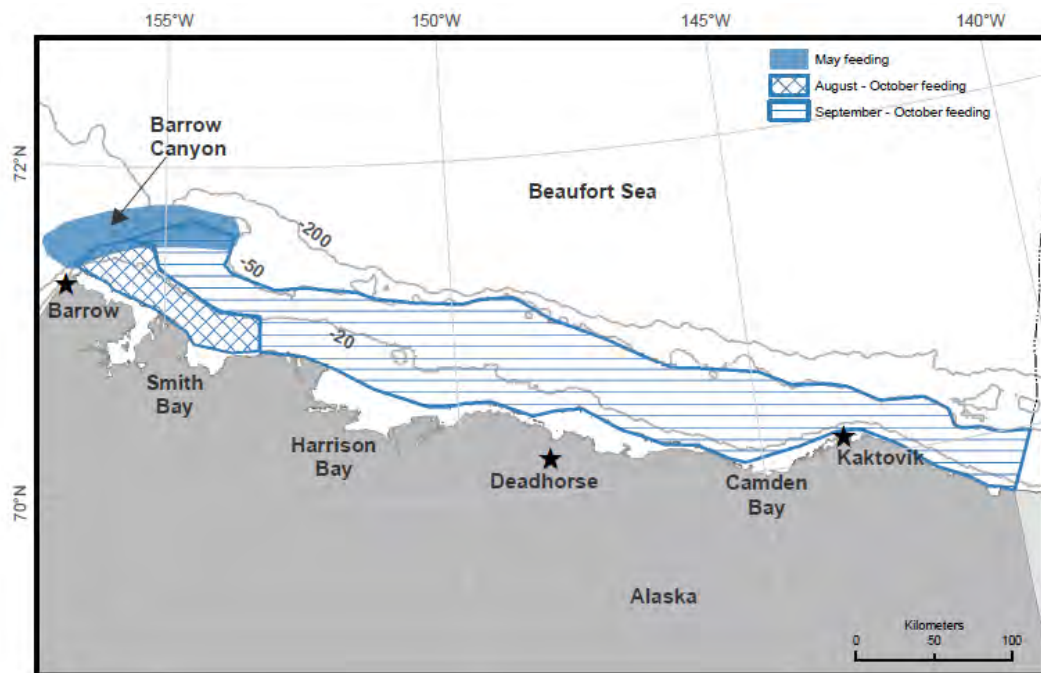 155°W
150°W
145°W
140°W
May feeding
August - October feeding
September - October feeding
72°N
Barrow
Canyon
Beaufort Sea
-200
-50
Barrow
-20
Smith
Bay
Harrison
Bay
Deadhorse
Kaktovik
Camden
Bay
70°N
Alaska
Kilometers
0 50 100